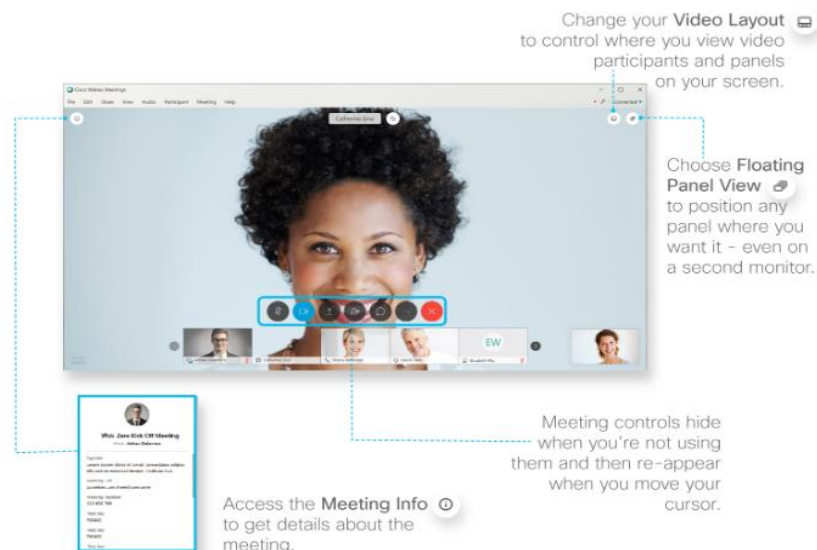 Change your Video Layout
to control where you view video
participants and panels
on your screen.
Cisco Webex Meetings
File Edit Share View Audio Participant Meeting Help
Connected
Catherine Sinu
Choose Floating
Panel View
to position any
panel where you
want it - even on
a second monitor.
EW
Elizabeth Wu
Meeting controls hide
when you're not using
them and then re-appear
when you move your
cursor.
Web Zero Kick Off Meeting
Access the Meeting Info
to get details about the
meeting.